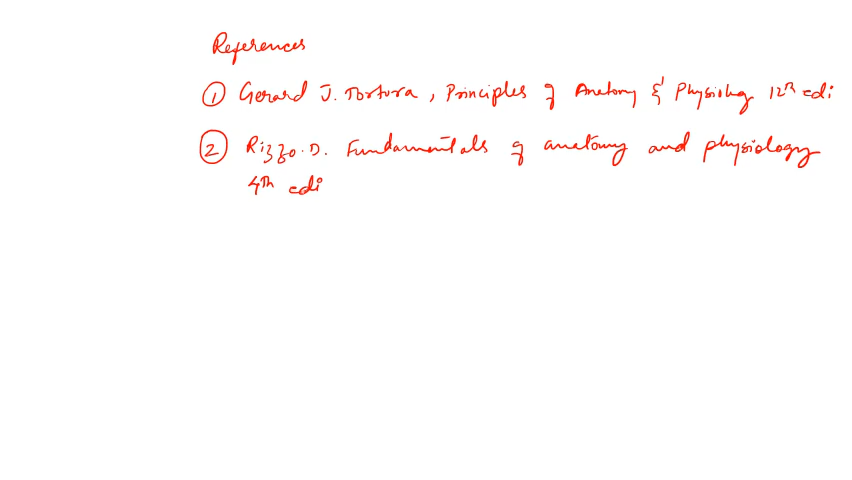 References
① Gerard J. Tortora, Principles of Anatomy & Physiology 12th edi
② Rizzo. D. Fundamentals of anatomy and physiology
4th edi